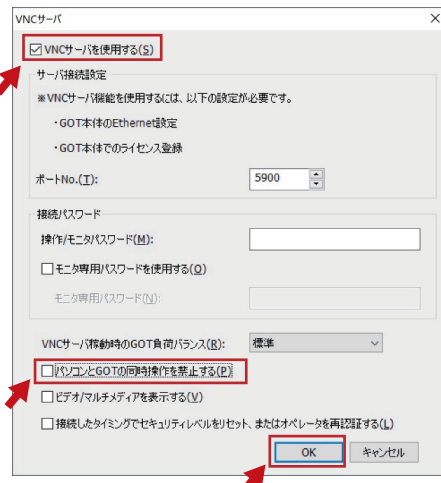 VNCサーバ
VNCサーバを使用する(S)
サーバ接続設定
※VNCサーバ機能を使用するには、以下の設定が必要です。
・GOT本体のEthernet設定
・GOT本体でのライセンス登録
ポートNo.(T): 5900
接続パスワード
操作/モニタパスワード(M):
モニタ専用パスワードを使用する(O)
モニタ専用パスワード(N):
VNCサーバ稼動時のGOT負荷バランス(R): 標準
パソコンとGOTの同時操作を禁止する(P)
ビデオ/マルチメディアを表示する(V)
接続したタイミングでセキュリティレベルをリセット、またはオペレータを再認証する(L)
OK キャンセル